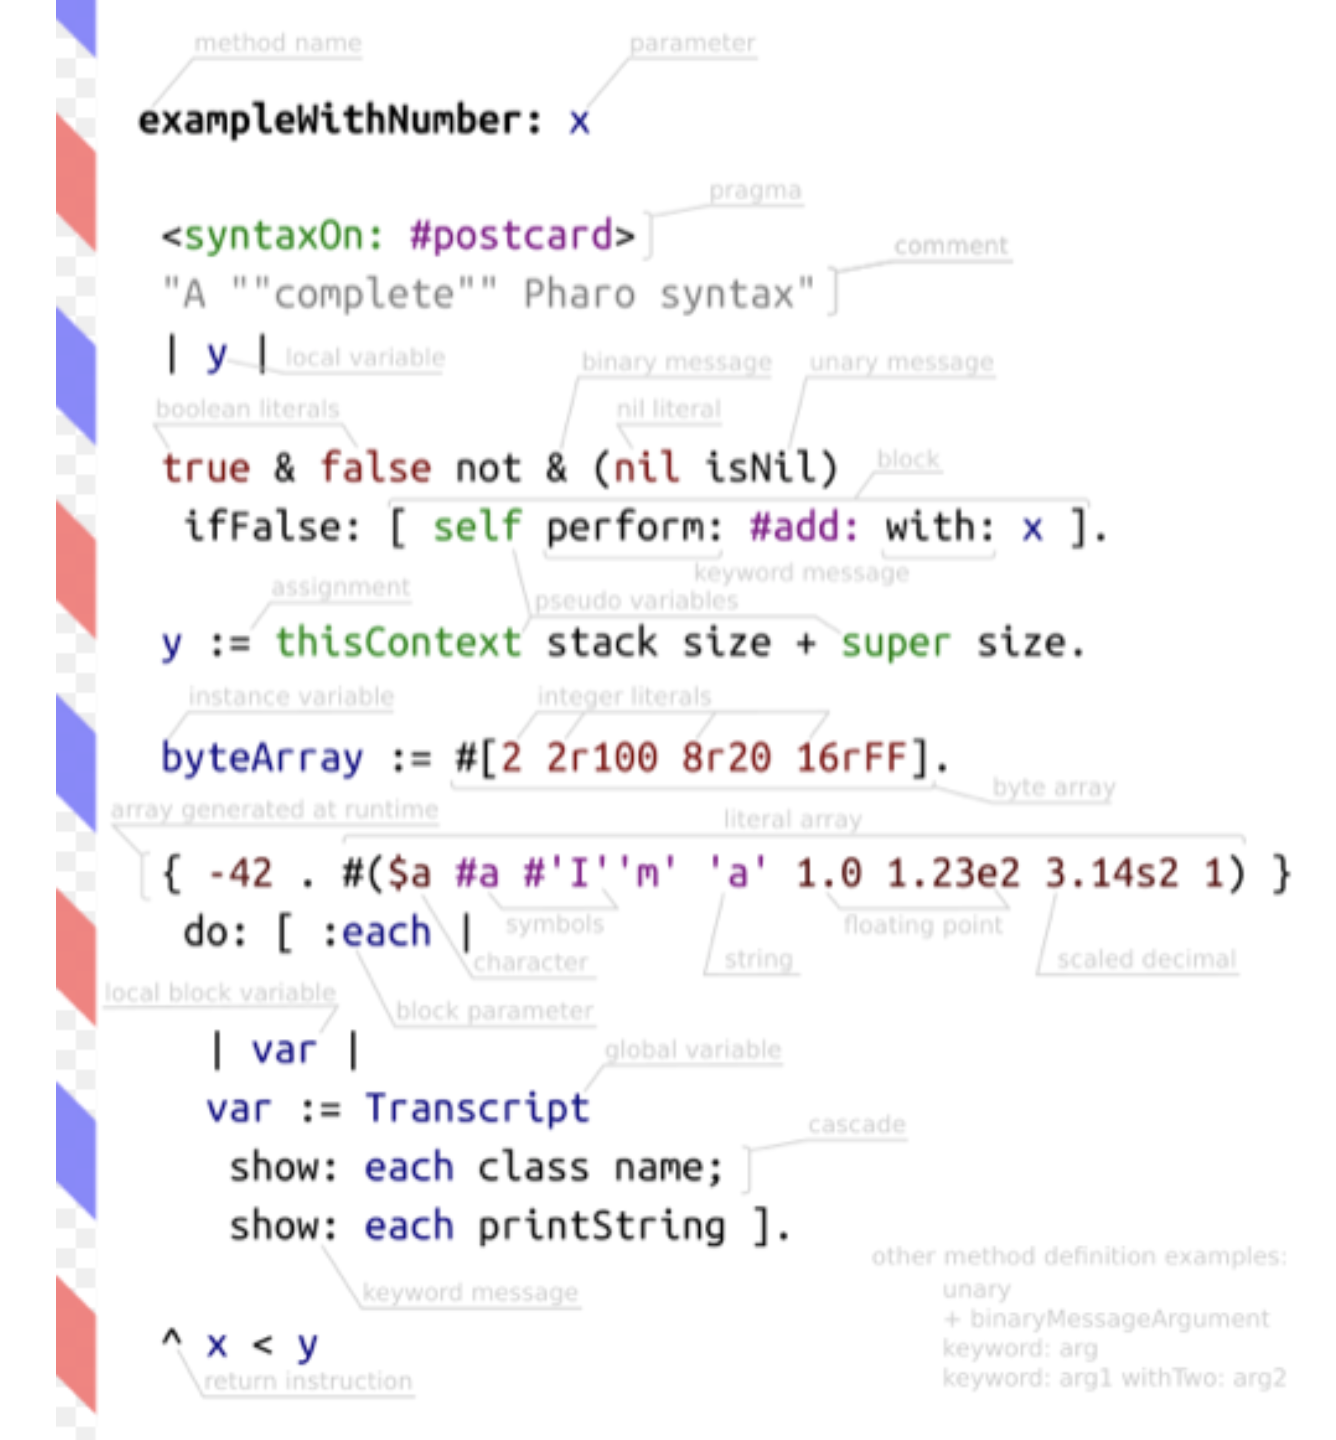 method name parameter
exampleWithNumber: x
pragma
<syntaxOn: #postcard>
comment
"A ""complete"" Pharo syntax"
| y | local variable
binary message unary message
boolean literals nil literal
true & false not & (nil isNil)
block
ifFalse: [ self perform: #add: with: x ].
keyword message
assignment
pseudo variables
y := thisContext stack size + super size.
instance variable integer literals
byteArray := #[2 2r100 8r20 16rFF].
byte array
array generated at runtime
literal array
{ -42 . #($a #a #'I''m' 'a' 1.0 1.23e2 3.14s2 1) }
symbols floating point
do: [ :each |
character string scaled decimal
local block variable
block parameter
| var |
global variable
var := Transcript
cascade
show: each class name;
show: each printString ].
keyword message
^ x < y
return instruction
other method definition examples:
unary
+ binaryMessageArgument
keyword: arg
keyword: arg1 withTwo: arg2